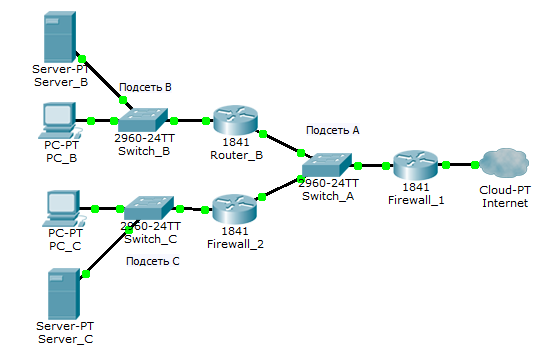 Server-PT
Server_B
Подсеть B
PC-PT
PC_B
2960-24TT
Switch_B
1841
Router_B
Подсеть A
2960-24TT
Switch_A
1841
Firewall_1
Cloud-PT
Internet
PC-PT
PC_C
2960-24TT
Switch_C
1841
Firewall_2
Подсеть C
Server-PT
Server_C